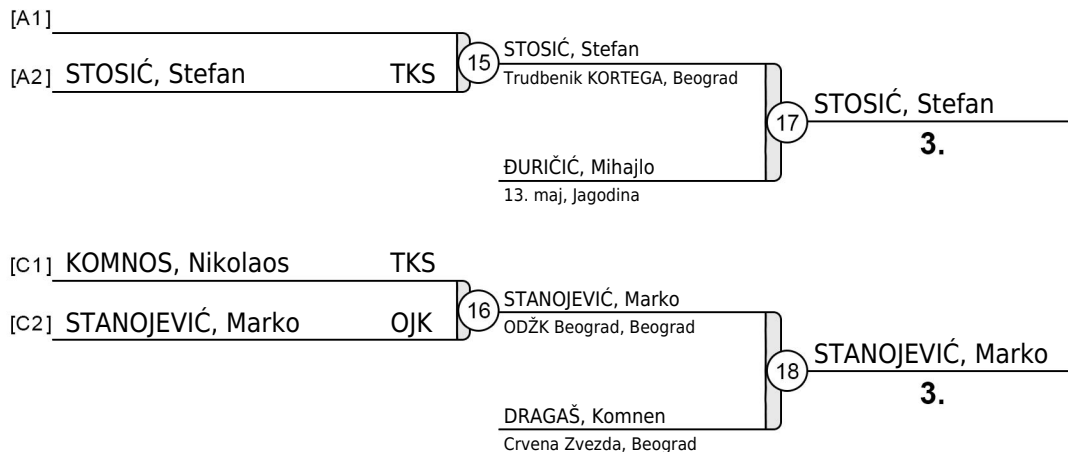 [A1]
[A2] STOSIĆ, Stefan TKS
15
STOSIĆ, Stefan
Trudbenik KORTEGA, Beograd
17
STOSIĆ, Stefan
3.
ĐURIČIĆ, Mihajlo
13. maj, Jagodina
[C1] KOMNOS, Nikolaos TKS
[C2] STANOJEVIĆ, Marko OJK
16
STANOJEVIĆ, Marko
ODŽK Beograd, Beograd
18
STANOJEVIĆ, Marko
3.
DRAGAŠ, Komnen
Crvena Zvezda, Beograd